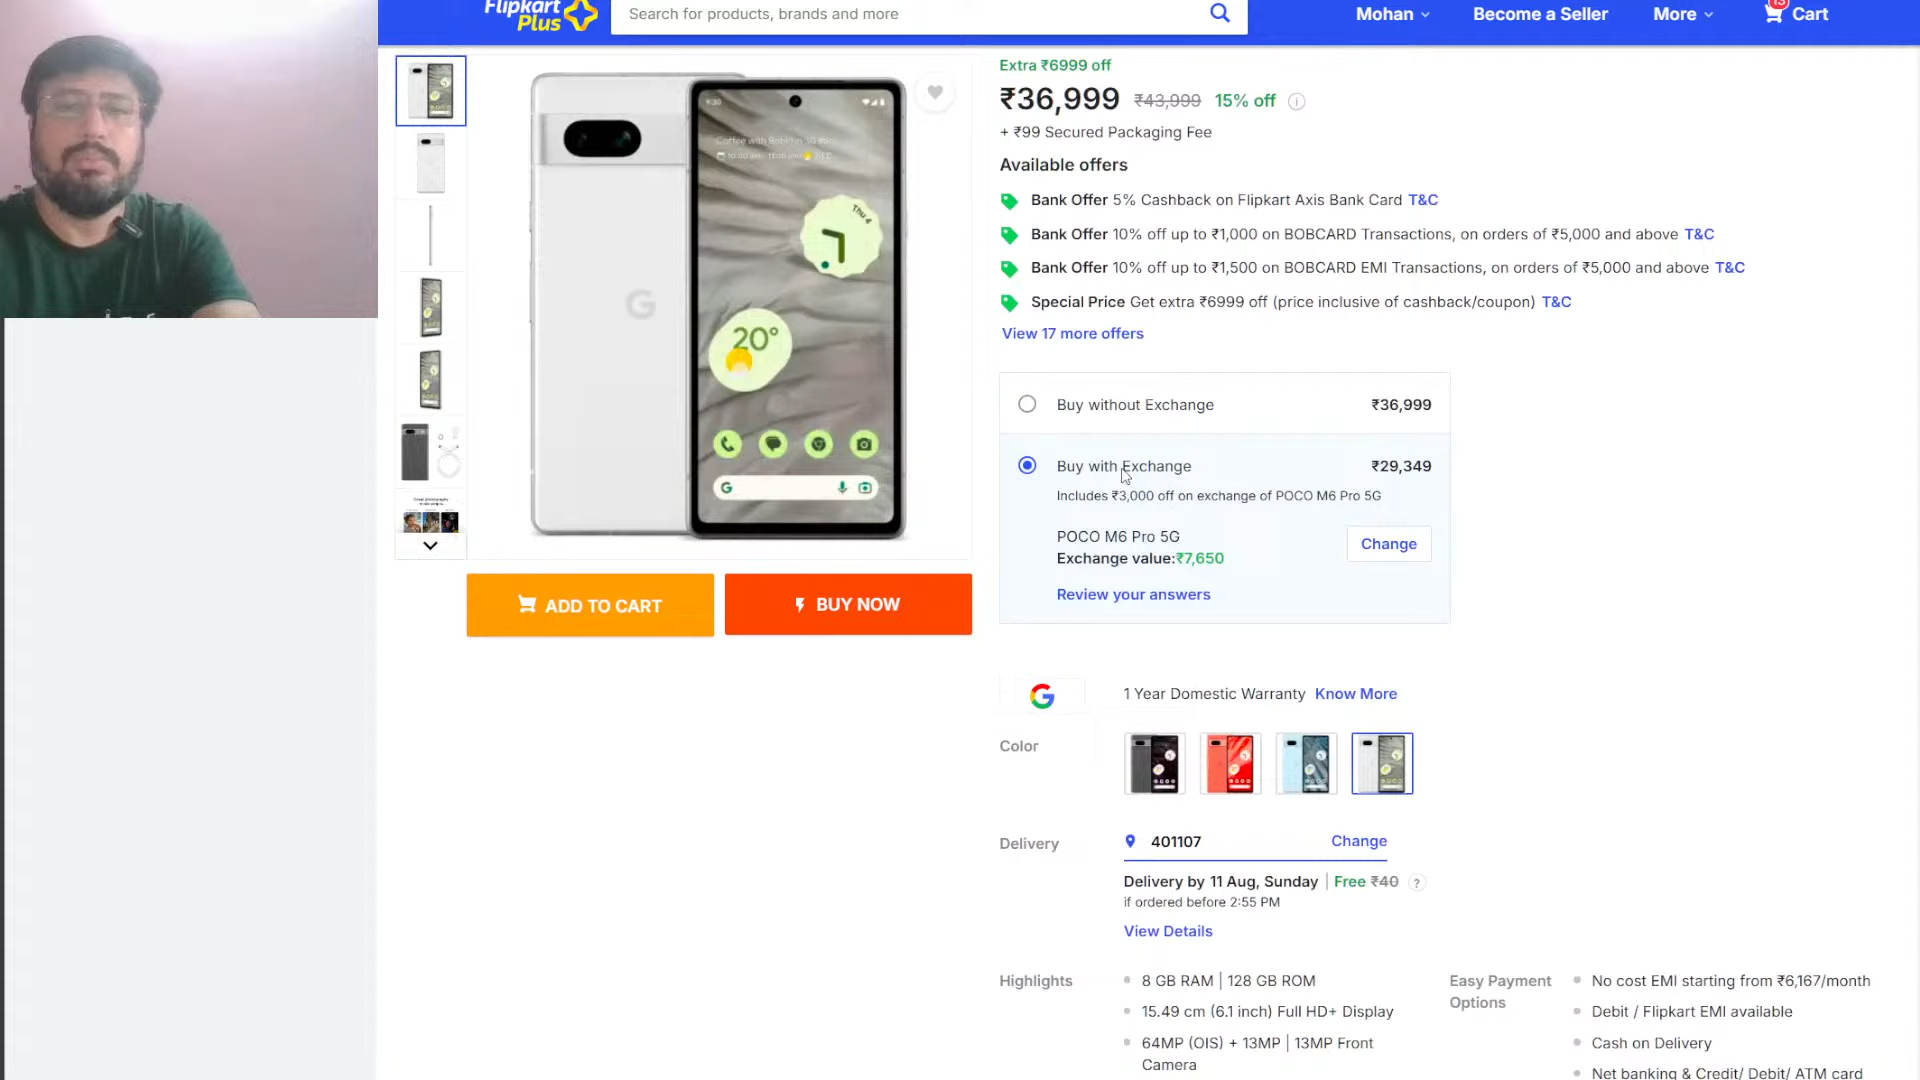 Flipkart
Plus
Search for products, brands and more
Mohan
Become a Seller
More
13
Cart
Extra ₹6999 off
₹36,999 ₹43,999 15% off
+ ₹99 Secured Packaging Fee
Available offers
Bank Offer 5% Cashback on Flipkart Axis Bank Card T&C
Bank Offer 10% off up to ₹1,000 on BOBCARD Transactions, on orders of ₹5,000 and above T&C
Bank Offer 10% off up to ₹1,500 on BOBCARD EMI Transactions, on orders of ₹5,000 and above T&C
Special Price Get extra ₹6999 off (price inclusive of cashback/coupon) T&C
View 17 more offers
Buy without Exchange ₹36,999
Buy with Exchange ₹29,349
Includes ₹3,000 off on exchange of POCO M6 Pro 5G
POCO M6 Pro 5G
Exchange value:₹7,650
Change
Review your answers
9:30
Thu 4
20°
G
ADD TO CART
BUY NOW
1 Year Domestic Warranty Know More
Color
Delivery
401107
Change
Delivery by 11 Aug, Sunday | Free ₹40 ?
if ordered before 2:55 PM
View Details
Highlights
8 GB RAM | 128 GB ROM
15.49 cm (6.1 inch) Full HD+ Display
64MP (OIS) + 13MP | 13MP Front
Camera
Easy Payment
Options
No cost EMI starting from ₹6,167/month
Debit / Flipkart EMI available
Cash on Delivery
Net banking & Credit/ Debit/ ATM card